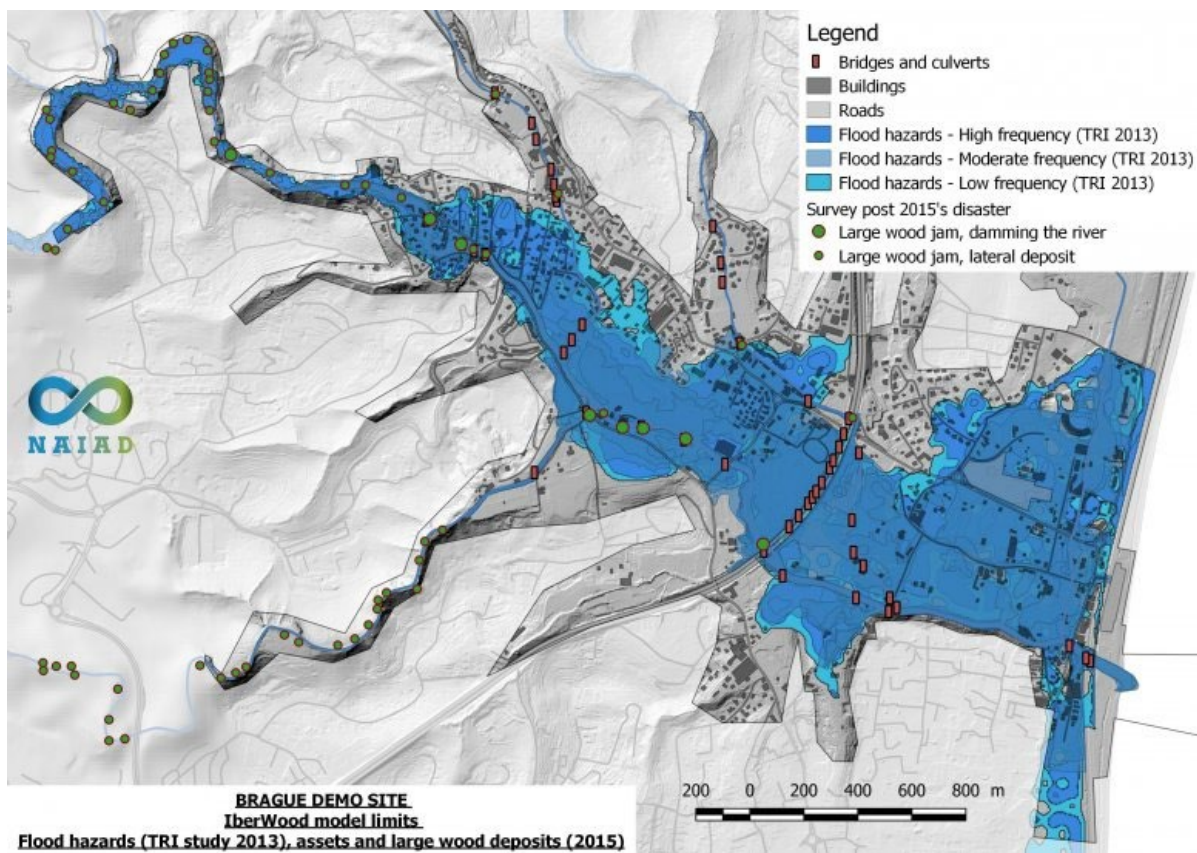 Legend
Bridges and culverts
Buildings
Roads
Flood hazards - High frequency (TRI 2013)
Flood hazards - Moderate frequency (TRI 2013)
Flood hazards - Low frequency (TRI 2013)
Survey post 2015's disaster
Large wood jam, damming the river
Large wood jam, lateral deposit
NAIAD
200 0 200 400 600 800 m
BRAGUE DEMO SITE
IberWood model limits
Flood hazards (TRI study 2013), assets and large wood deposits (2015)